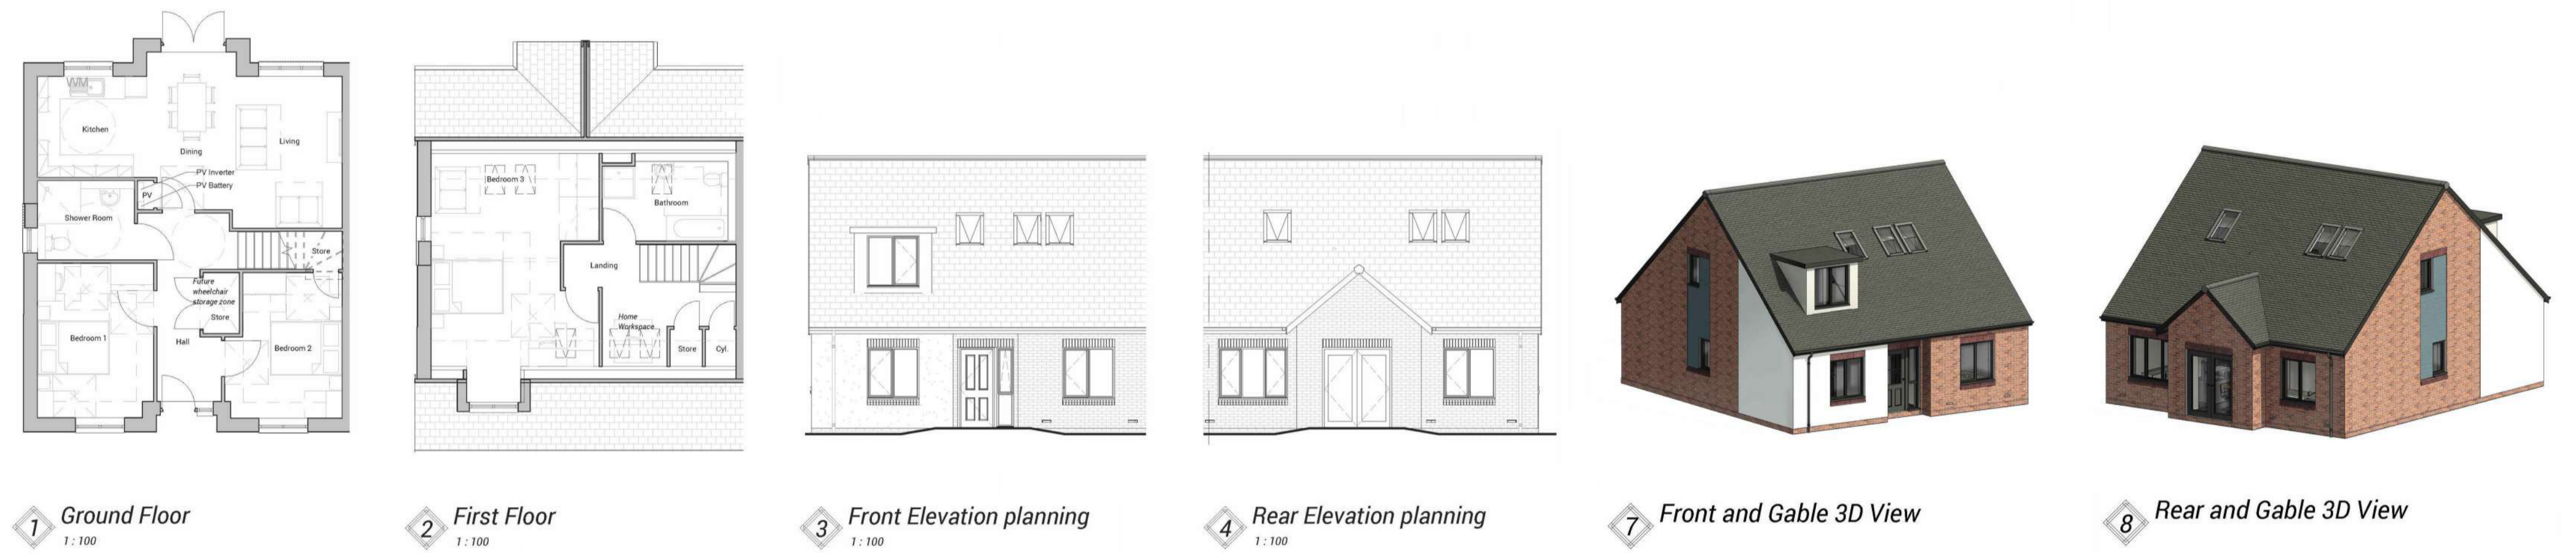 WM
Kitchen
Dining
Living
PV Inverter
PV Battery
PV
Shower Room
Store
Future
wheelchair
storage zone
Store
Bedroom 1
Hall
Bedroom 2
1
Ground Floor
1 : 100
Bedroom 3
Bathroom
Landing
Home
Workspace
Store
Cyl.
2
First Floor
1 : 100
3
Front Elevation planning
1 : 100
4
Rear Elevation planning
1 : 100
7
Front and Gable 3D View
8
Rear and Gable 3D View